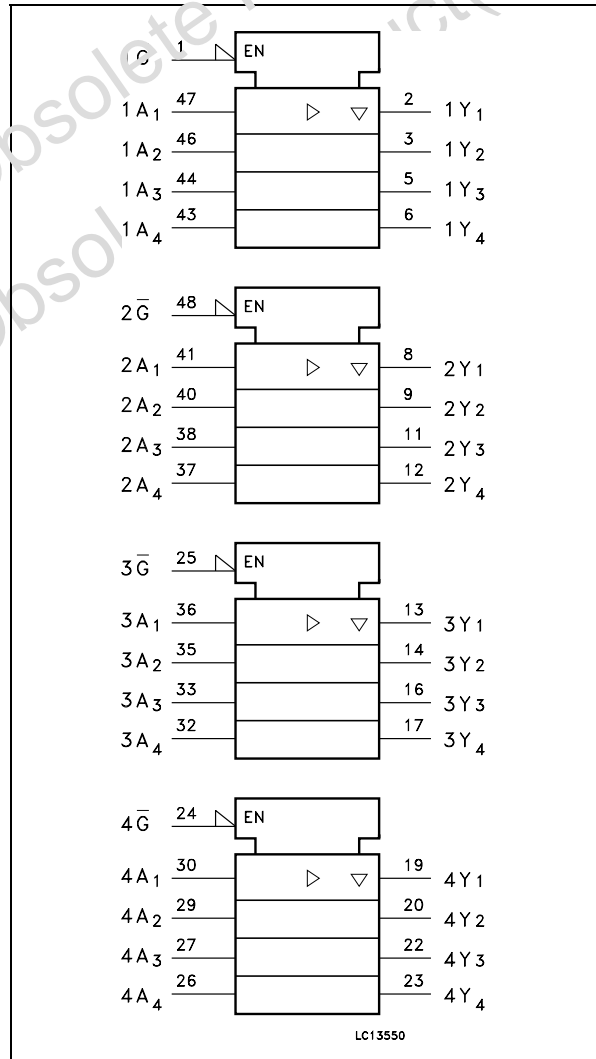 obsolete
1 EN
1A1 47 2 1Y1
1A2 46 3 1Y2
1A3 44 5 1Y3
1A4 43 6 1Y4
2G̅ 48 EN
2A1 41 8 2Y1
2A2 40 9 2Y2
2A3 38 11 2Y3
2A4 37 12 2Y4
3G̅ 25 EN
3A1 36 13 3Y1
3A2 35 14 3Y2
3A3 33 16 3Y3
3A4 32 17 3Y4
4G̅ 24 EN
4A1 30 19 4Y1
4A2 29 20 4Y2
4A3 27 22 4Y3
4A4 26 23 4Y4
LC13550